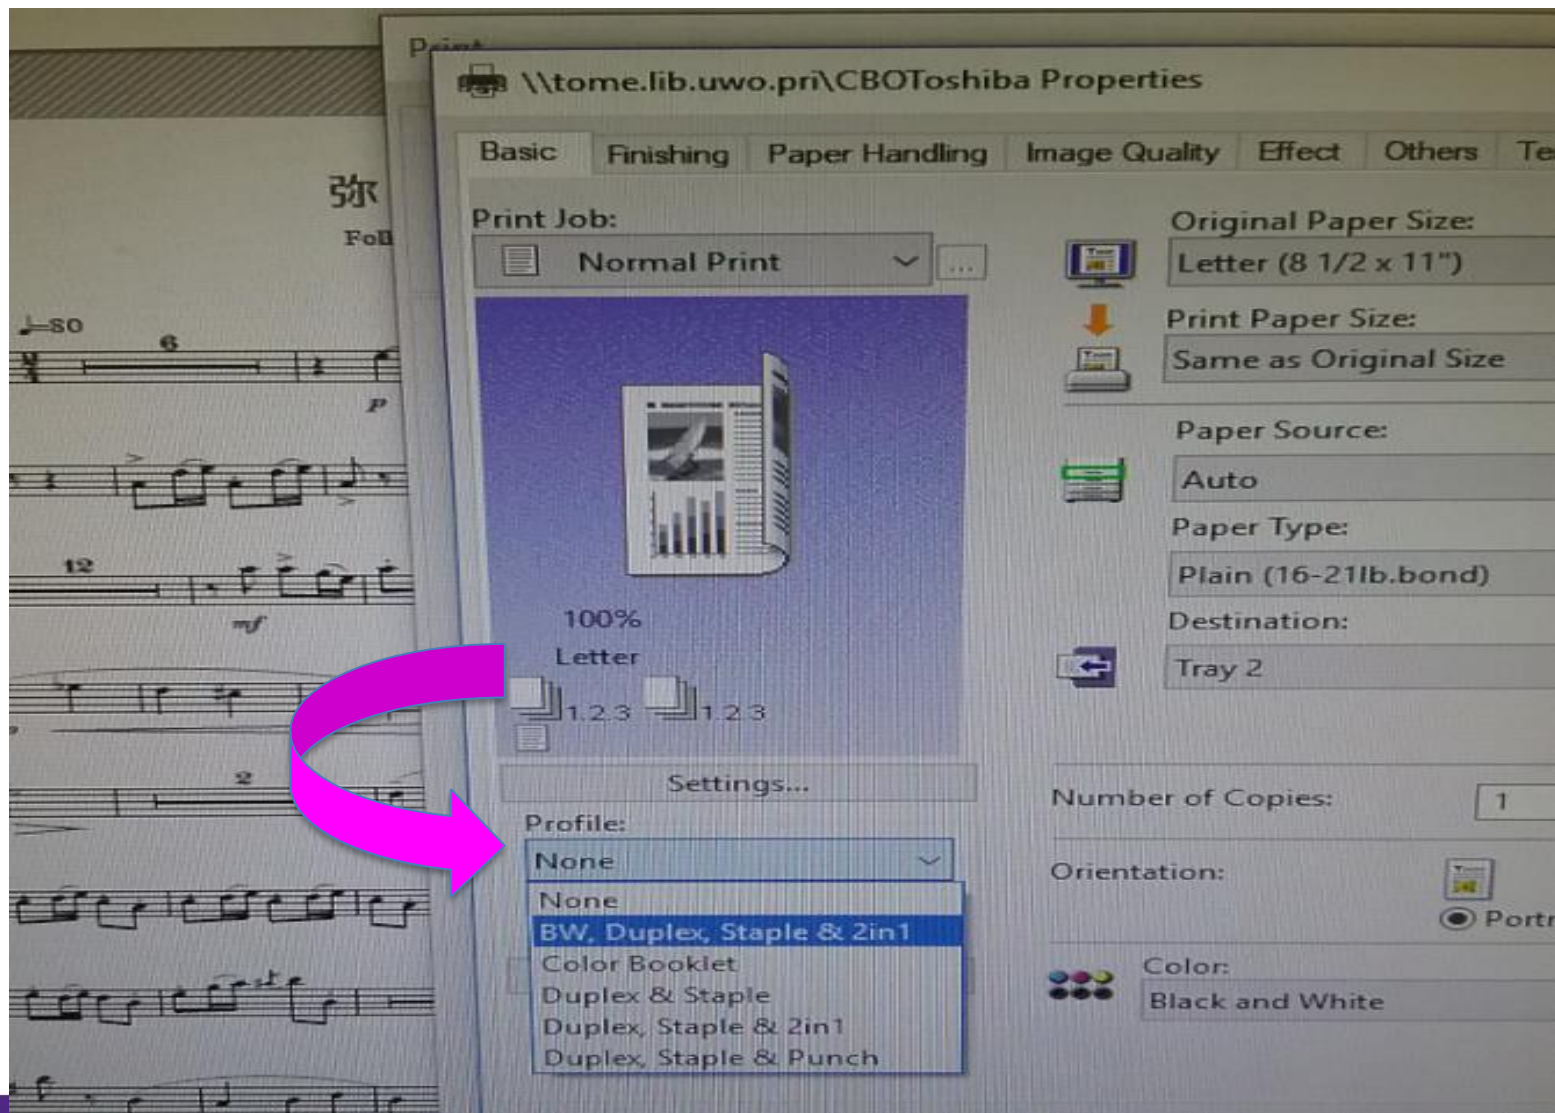 Print
\\tome.lib.uwo.pri\CBOToshiba Properties
Basic Finishing Paper Handling Image Quality Effect Others
弥
Print Job:
Normal Print
...
Original Paper Size:
Letter (8 1/2 x 11")
Print Paper Size:
Same as Original Size
Paper Source:
Auto
Paper Type:
Plain (16-21lb.bond)
Destination:
Tray 2
=80
6
p
12
mf
2
100%
Letter
1.2.3 1.2.3
Settings...
Profile:
None
None
BW, Duplex, Staple & 2in1
Color Booklet
Duplex & Staple
Duplex, Staple & 2in1
Duplex, Staple & Punch
Number of Copies:
1
Orientation:
Color:
Black and White